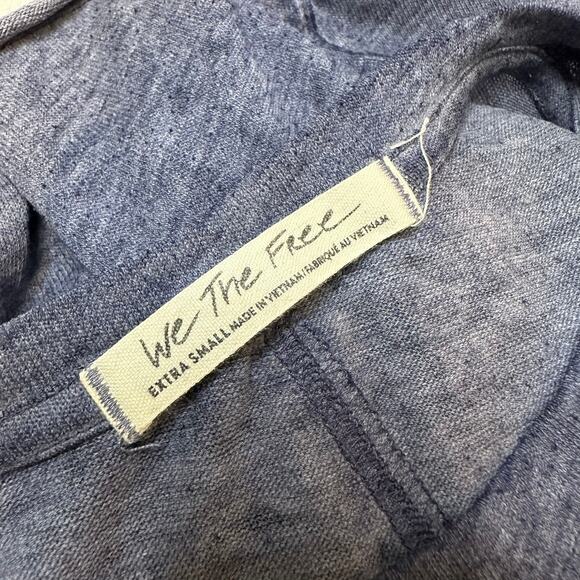 We The Free
EXTRA SMALL MADE IN VIETNAM/FABRIQUÉ AU VIETNAM